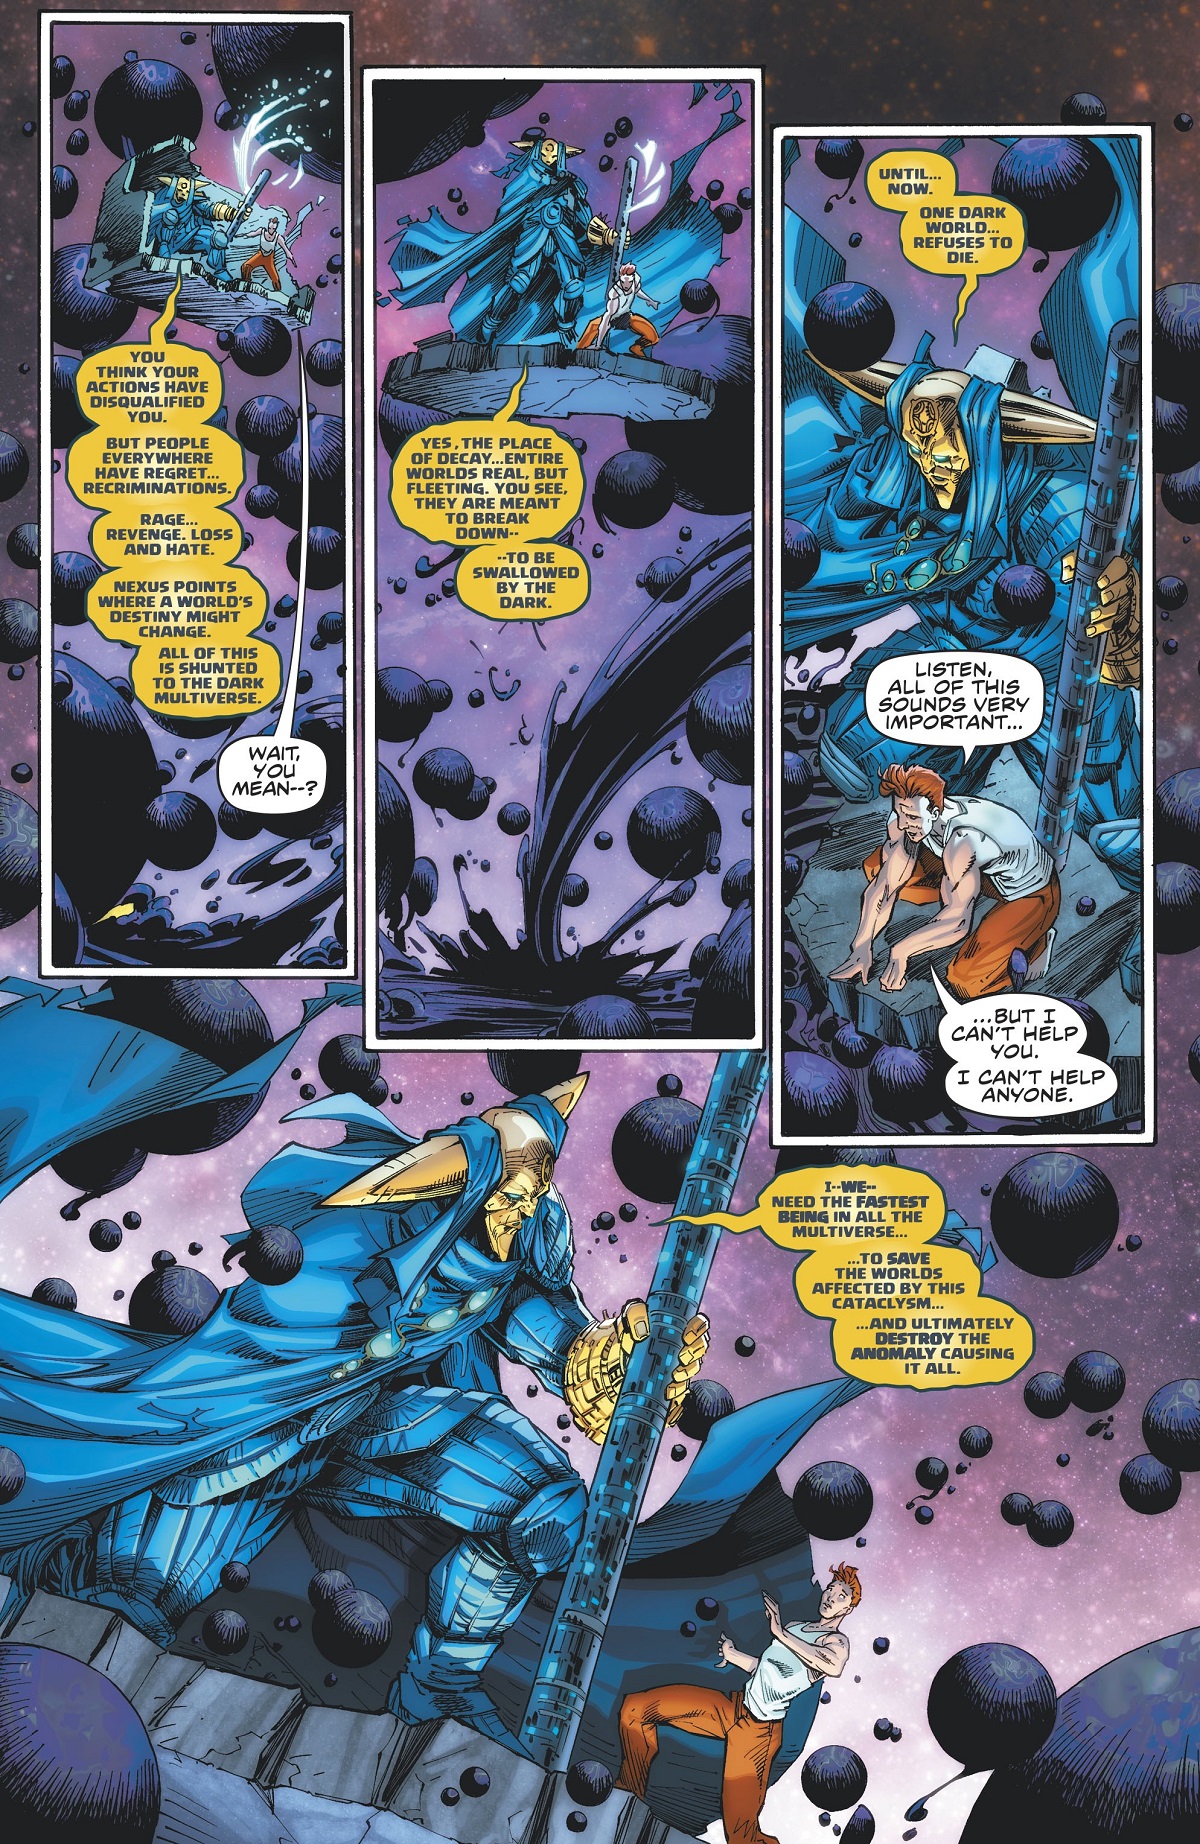 YOU
THINK YOUR
ACTIONS HAVE
DISQUALIFIED
YOU.
BUT PEOPLE
EVERYWHERE
HAVE REGRET...
RECRIMINATIONS.
RAGE...
REVENGE. LOSS
AND HATE.
NEXUS POINTS
WHERE A WORLD'S
DESTINY MIGHT
CHANGE.
ALL OF THIS
IS SHUNTED
TO THE DARK
MULTIVERSE.
WAIT,
YOU
MEAN--?
YES, THE PLACE
OF DECAY...ENTIRE
WORLDS REAL, BUT
FLEETING. YOU SEE,
THEY ARE MEANT
TO BREAK
DOWN--
--TO BE
SWALLOWED
BY THE
DARK.
UNTIL...
NOW.
ONE DARK
WORLD...
REFUSES TO
DIE.
LISTEN,
ALL OF THIS
SOUNDS VERY
IMPORTANT...
...BUT I
CAN'T HELP
YOU.
I CAN'T HELP
ANYONE.
I--WE--
NEED THE FASTEST
BEING IN ALL THE
MULTIVERSE...
...TO SAVE
THE WORLDS
AFFECTED BY THIS
CATACLYSM...
...AND ULTIMATELY
DESTROY THE
ANOMALY CAUSING
IT ALL.